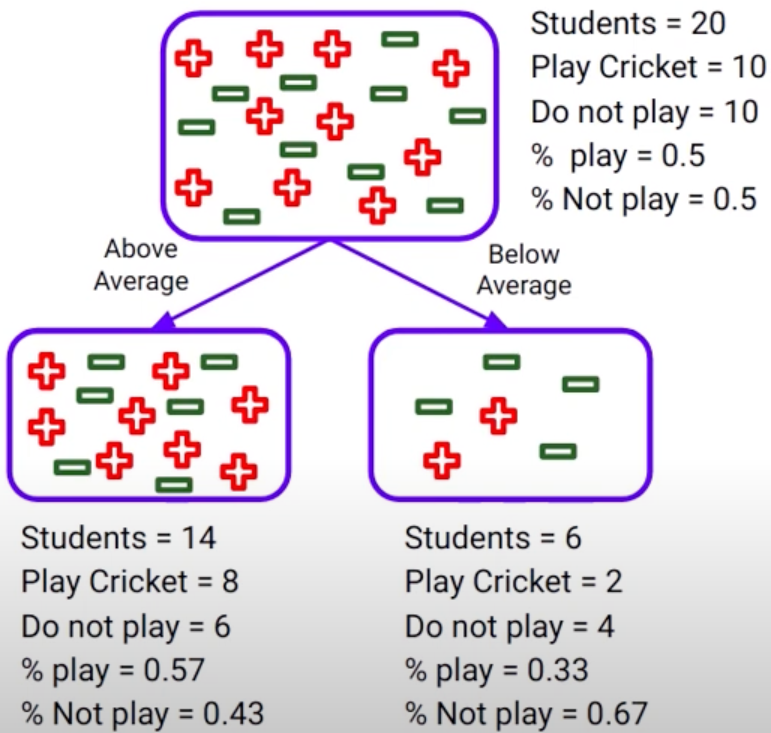 Students = 20
Play Cricket = 10
Do not play = 10
% play = 0.5
% Not play = 0.5
Above
Average
Below
Average
Students = 14
Play Cricket = 8
Do not play = 6
% play = 0.57
% Not play = 0.43
Students = 6
Play Cricket = 2
Do not play = 4
% play = 0.33
% Not play = 0.67